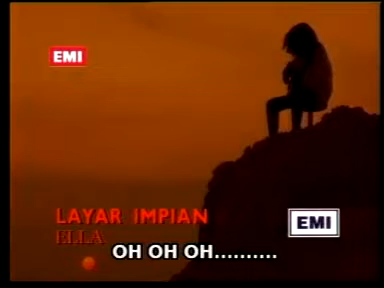 EMI
LAYAR IMPIAN
ELLA
EMI
OH OH OH..........